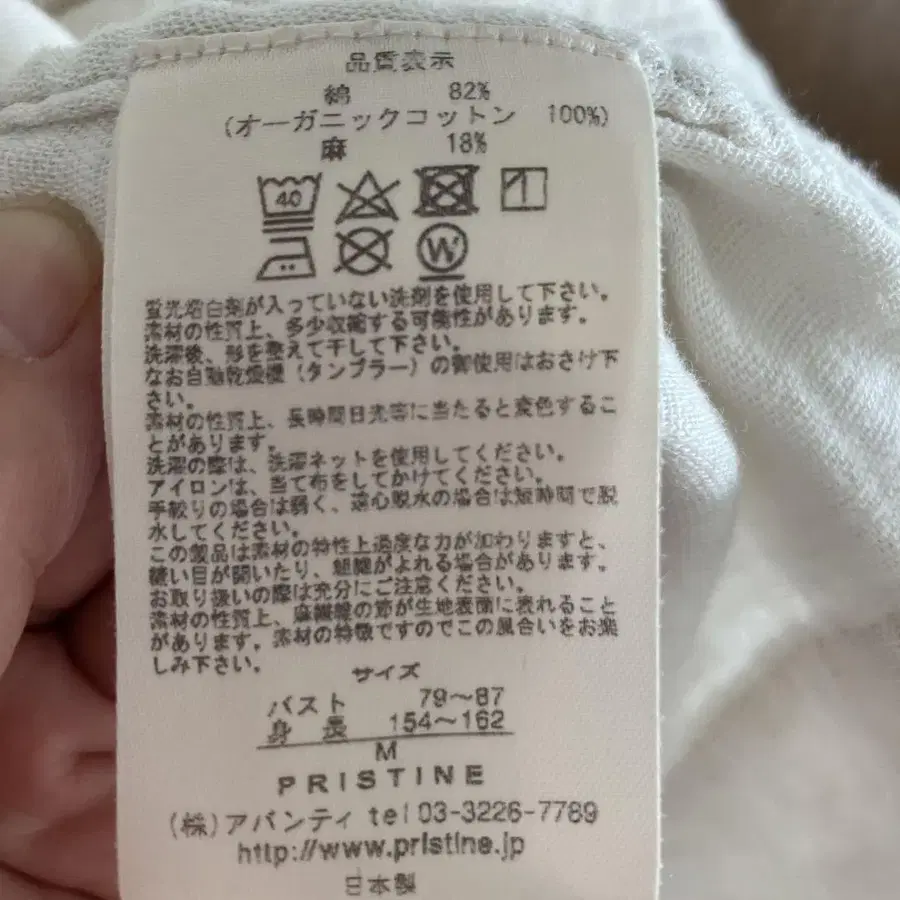 品質表示
綿 82%
(オーガニックコットン 100%)
麻 18%
40
W
蛍光増白剤が入っていない洗剤を使用して下さい。
素材の性質上、多少収縮する可能性があります。
洗濯後、形を整えて干して下さい。
なお自動乾燥機(タンブラー)の御使用はおさけ下
さい。
素材の性質上、長時間日光等に当たると変色するこ
とがあります。
洗濯の際は、洗濯ネットを使用してください。
アイロンは、当て布をしてかけてください。
手絞りの場合は弱く、遠心脱水の場合は短時間で脱
水してください。
この製品は素材の特性上過度な力が加わりますと、
縫い目が開いたり、組織がよれる場合があります。
お取り扱いの際は充分にご注意ください。
素材の性質上、麻繊維の節が生地表面に表れること
があります。素材の特徴ですのでこの風合いをお楽
しみ下さい。
サイズ
バスト 79〜87
身長 154〜162
M
PRISTINE
(株)アバンティ tel 03-3226-7789
http://www.pristine.jp
日本製